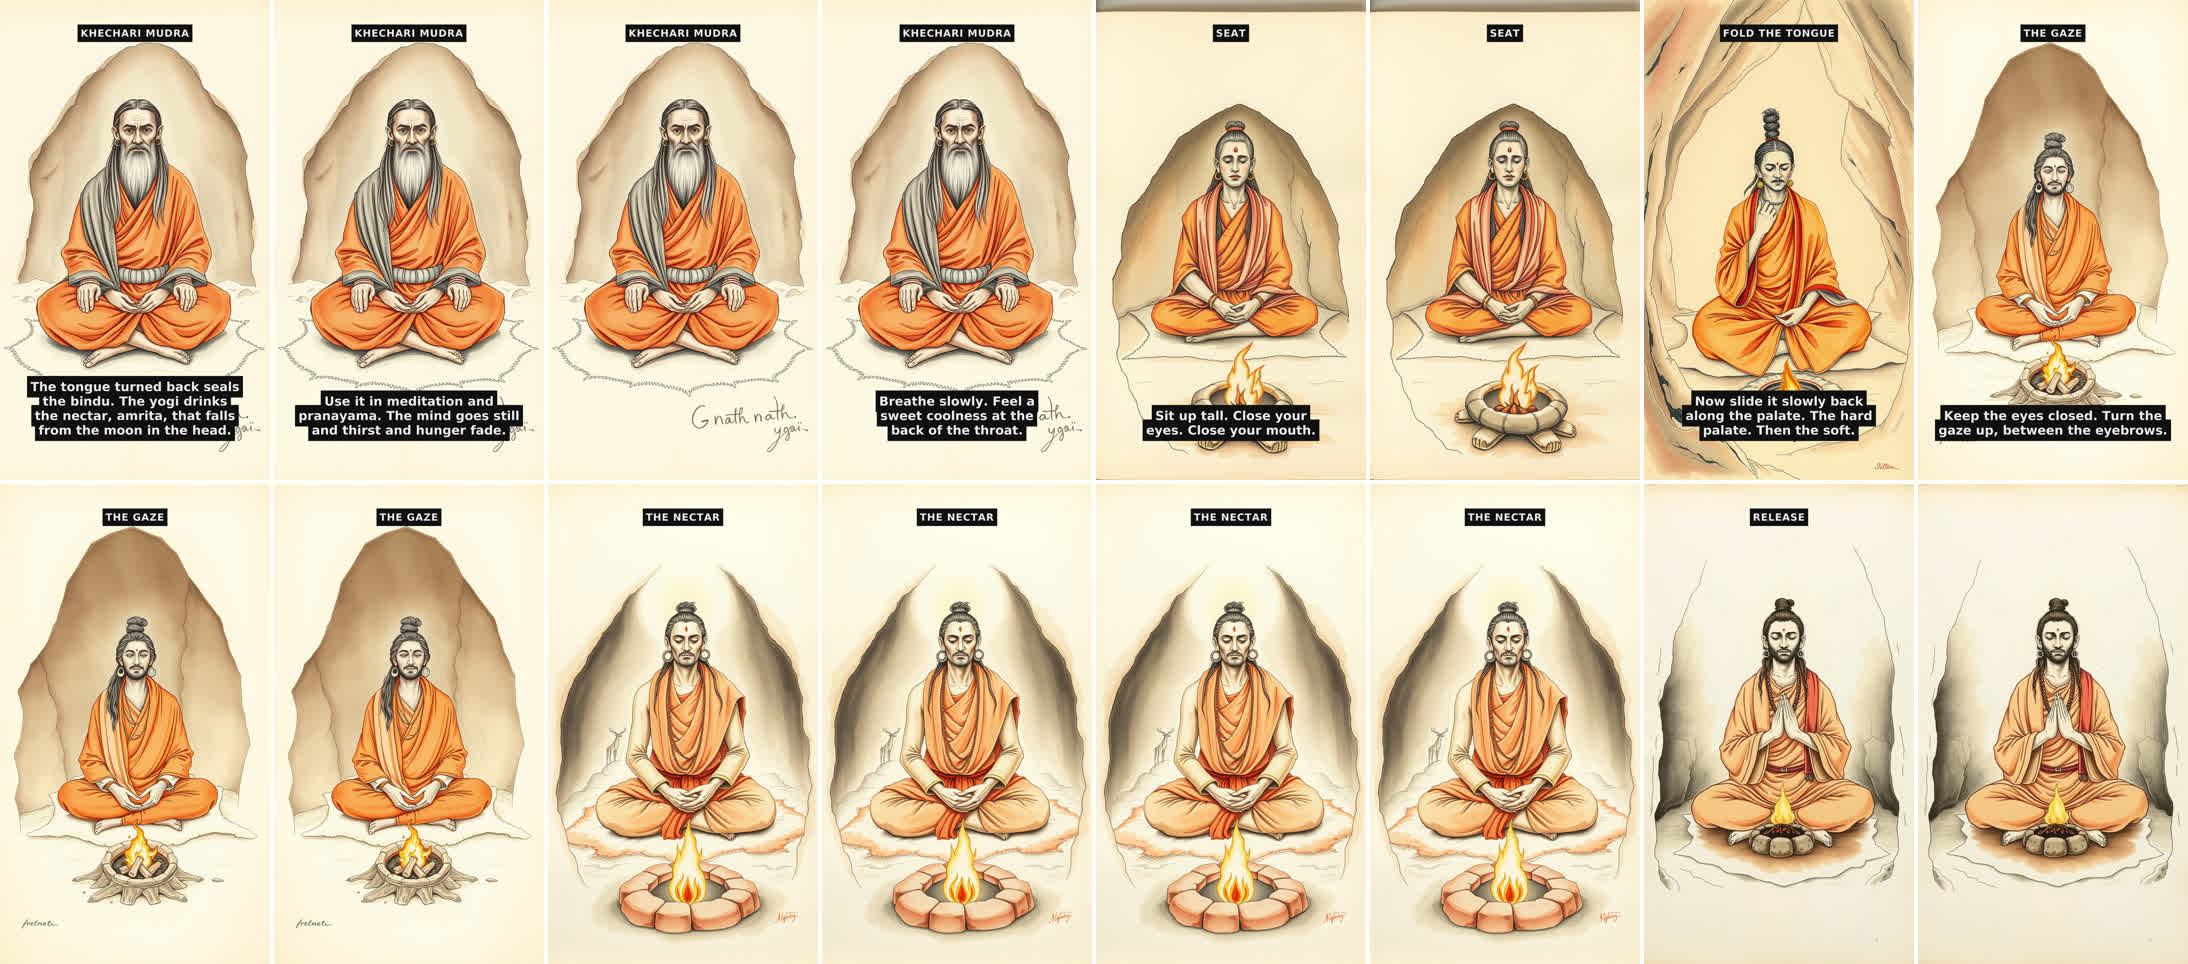 KHECHARI MUDRA
The tongue turned back seals
the bindu. The yogi drinks
the nectar, amrita, that falls
from the moon in the head.
KHECHARI MUDRA
Use it in meditation and
pranayama. The mind goes still
and thirst and hunger fade.
KHECHARI MUDRA
Gnath nath.
ygaï..
KHECHARI MUDRA
Breathe slowly. Feel a
sweet coolness at the
back of the throat.
ath.
ygaï..
SEAT
Sit up tall. Close your
eyes. Close your mouth.
SEAT
FOLD THE TONGUE
Now slide it slowly back
along the palate. The hard
palate. Then the soft.
THE GAZE
Keep the eyes closed. Turn the
gaze up, between the eyebrows.
THE GAZE
THE GAZE
THE NECTAR
THE NECTAR
THE NECTAR
THE NECTAR
RELEASE